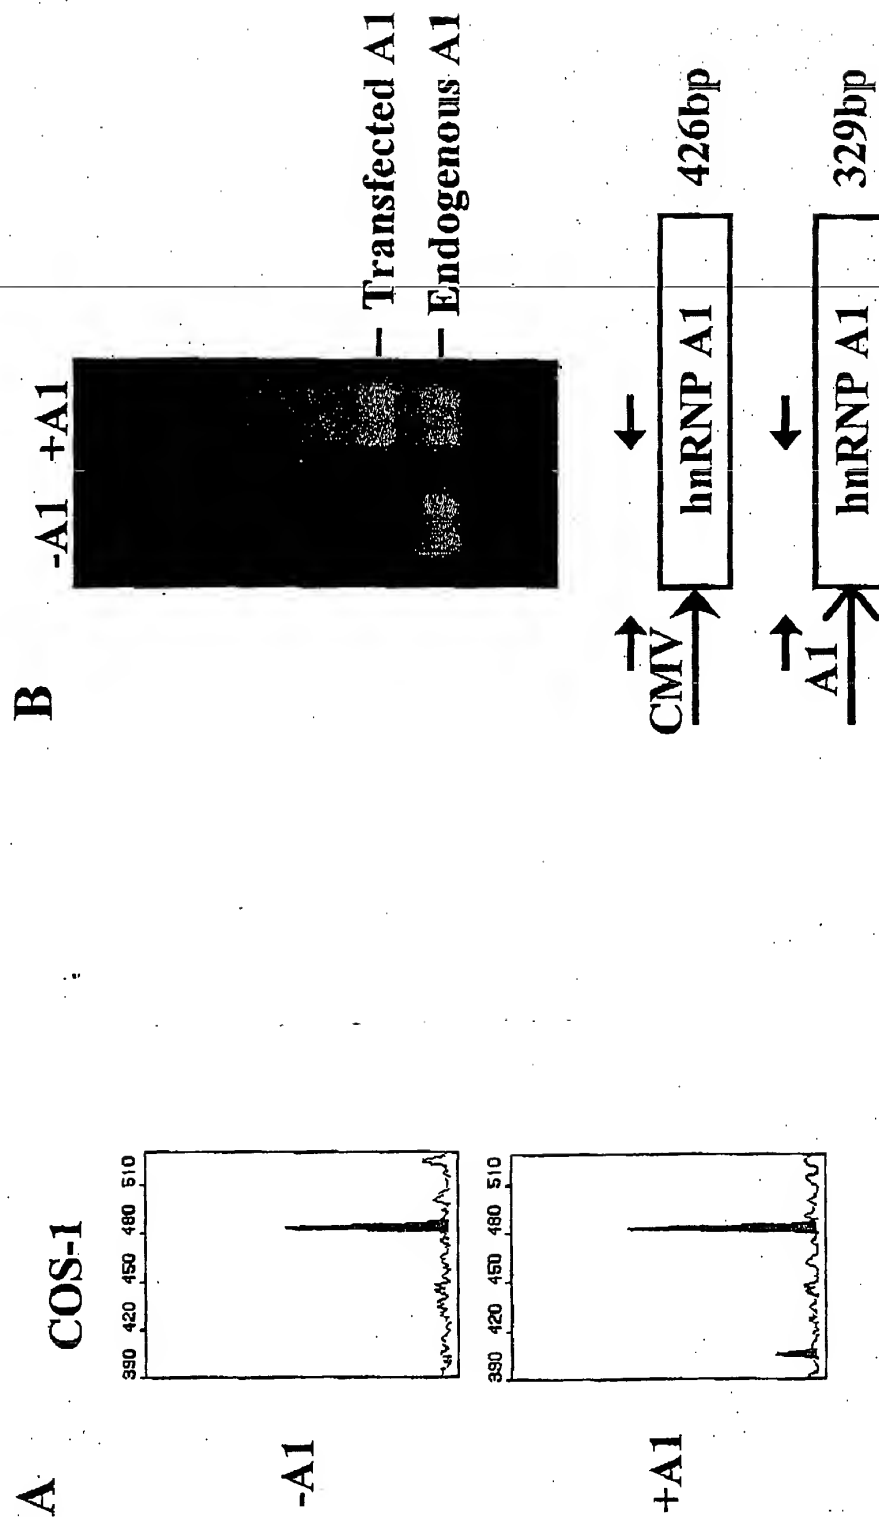 A
COS-1
390 420 450 480 510
-A1
390 420 450 480 510
+A1
B
-A1 +A1
Transfected A1
Endogenous A1
CMV
hnRNP A1
426bp
A1
hnRNP A1
329bp